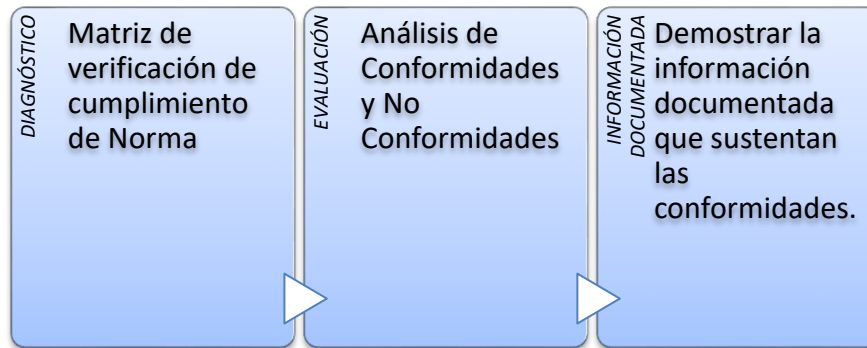 DIAGNÓSTICO
Matriz de
verificación de
cumplimiento
de Norma
EVALUACIÓN
Análisis de
Conformidades
y No
Conformidades
INFORMACIÓN
DOCUMENTADA
Demostrar la
información
documentada
que sustentan
las
conformidades.